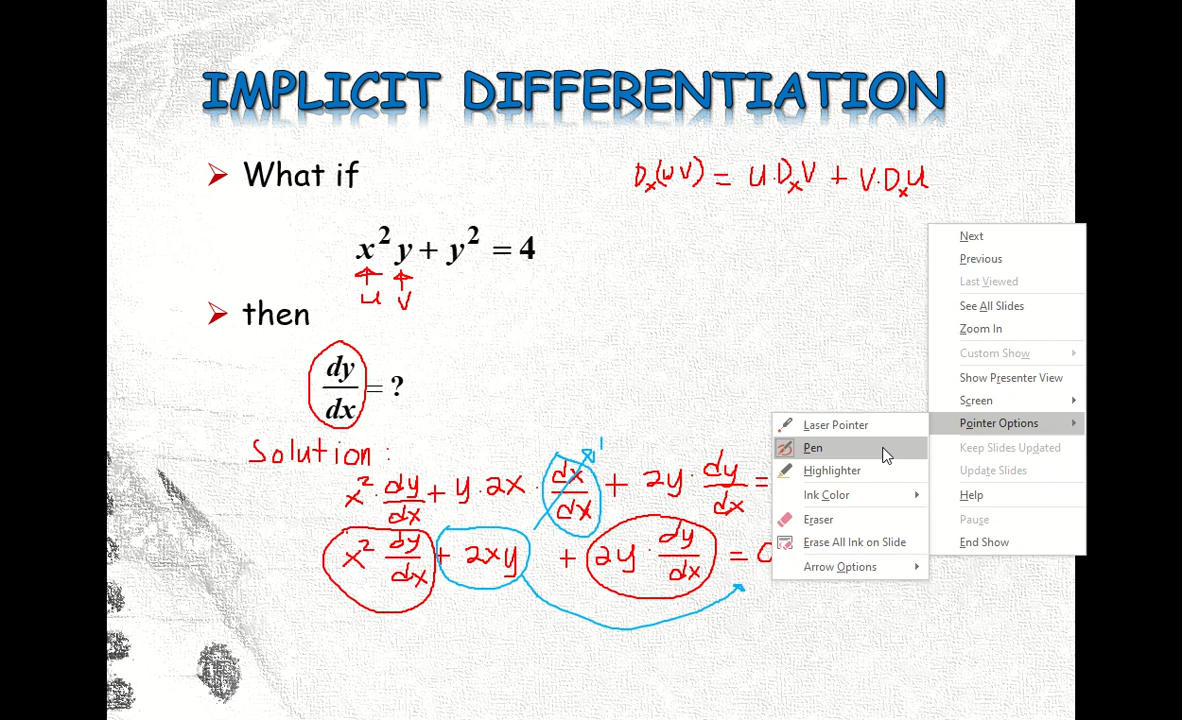 IMPLICIT DIFFERENTIATION
What if
Dx(uv) = u·DxV + V·Dxu
x²y + y² = 4
u v
then
dy/dx = ?
Solution :
x²·dy/dx + y·2x·dx/dx + 2y·dy/dx =
1
x² dy/dx + 2xy + 2y·dy/dx = 0
Next
Previous
Last Viewed
See All Slides
Zoom In
Custom Show
Show Presenter View
Screen
Pointer Options
Keep Slides Updated
Update Slides
Help
Pause
End Show
Laser Pointer
Pen
Highlighter
Ink Color
Eraser
Erase All Ink on Slide
Arrow Options